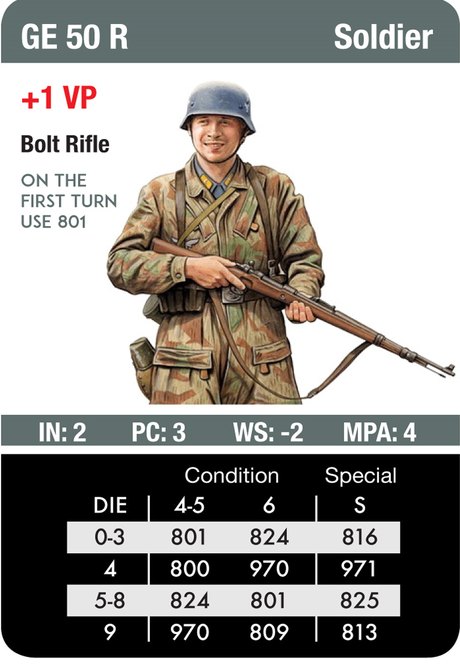 GE 50 R Soldier
+1 VP
Bolt Rifle
ON THE
FIRST TURN
USE 801
IN: 2 PC: 3 WS: -2 MPA: 4
Condition Special
DIE 4-5 6 S
0-3 801 824 816
4 800 970 971
5-8 824 801 825
9 970 809 813